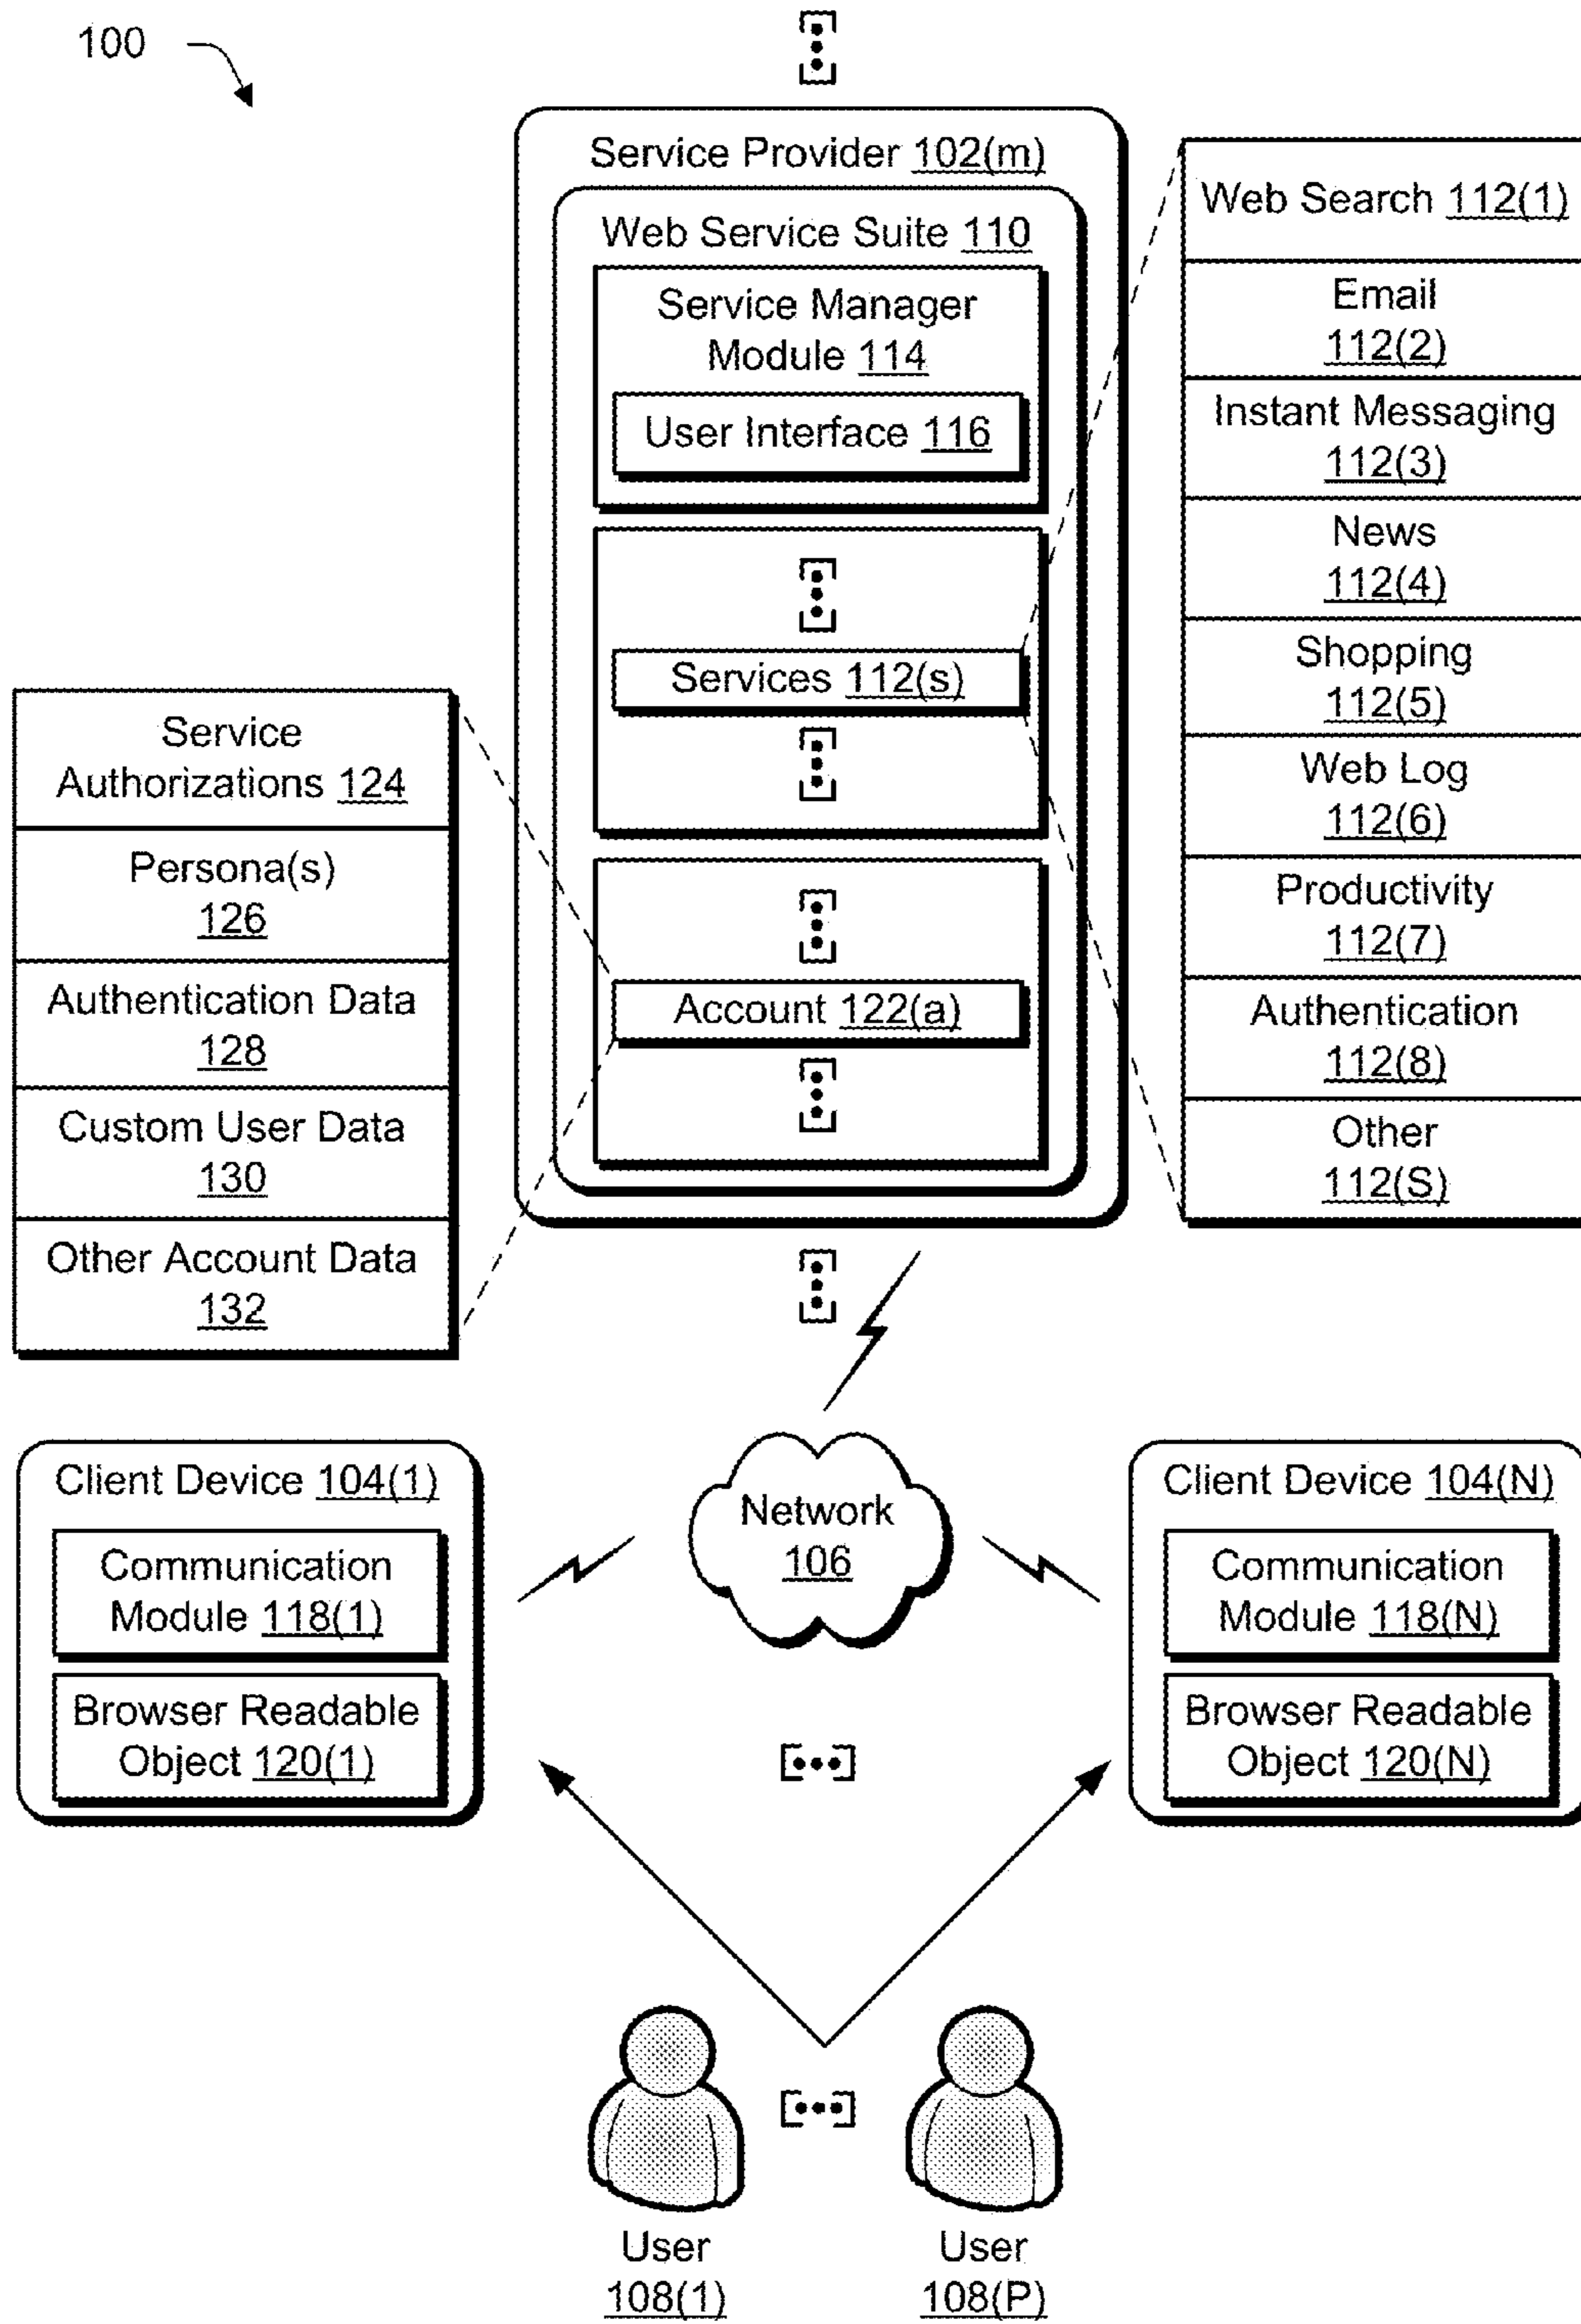 100
Service Provider 102(m)
Web Service Suite 110
Service Manager
Module 114
User Interface 116
Services 112(s)
Account 122(a)
Web Search 112(1)
Email
112(2)
Instant Messaging
112(3)
News
112(4)
Shopping
112(5)
Web Log
112(6)
Productivity
112(7)
Authentication
112(8)
Other
112(S)
Service
Authorizations 124
Persona(s)
126
Authentication Data
128
Custom User Data
130
Other Account Data
132
Client Device 104(1)
Communication
Module 118(1)
Browser Readable
Object 120(1)
Network
106
Client Device 104(N)
Communication
Module 118(N)
Browser Readable
Object 120(N)
User
108(1)
User
108(P)